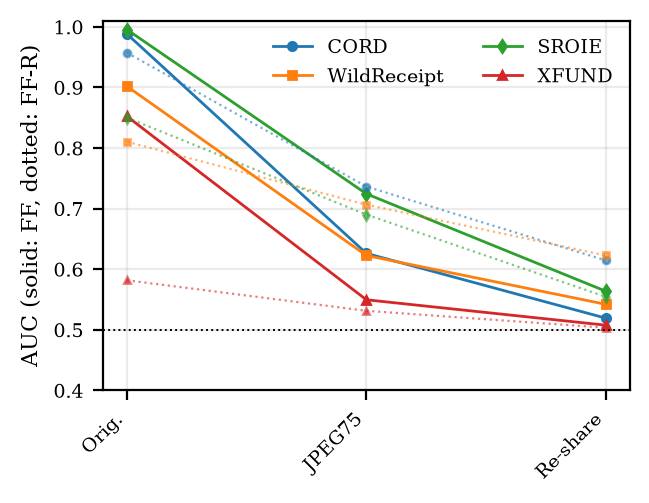 AUC (solid: FF, dotted: FF-R)
1.0
0.9
0.8
0.7
0.6
0.5
0.4
CORD
WildReceipt
SROIE
XFUND
Orig.
JPEG75
Re-share